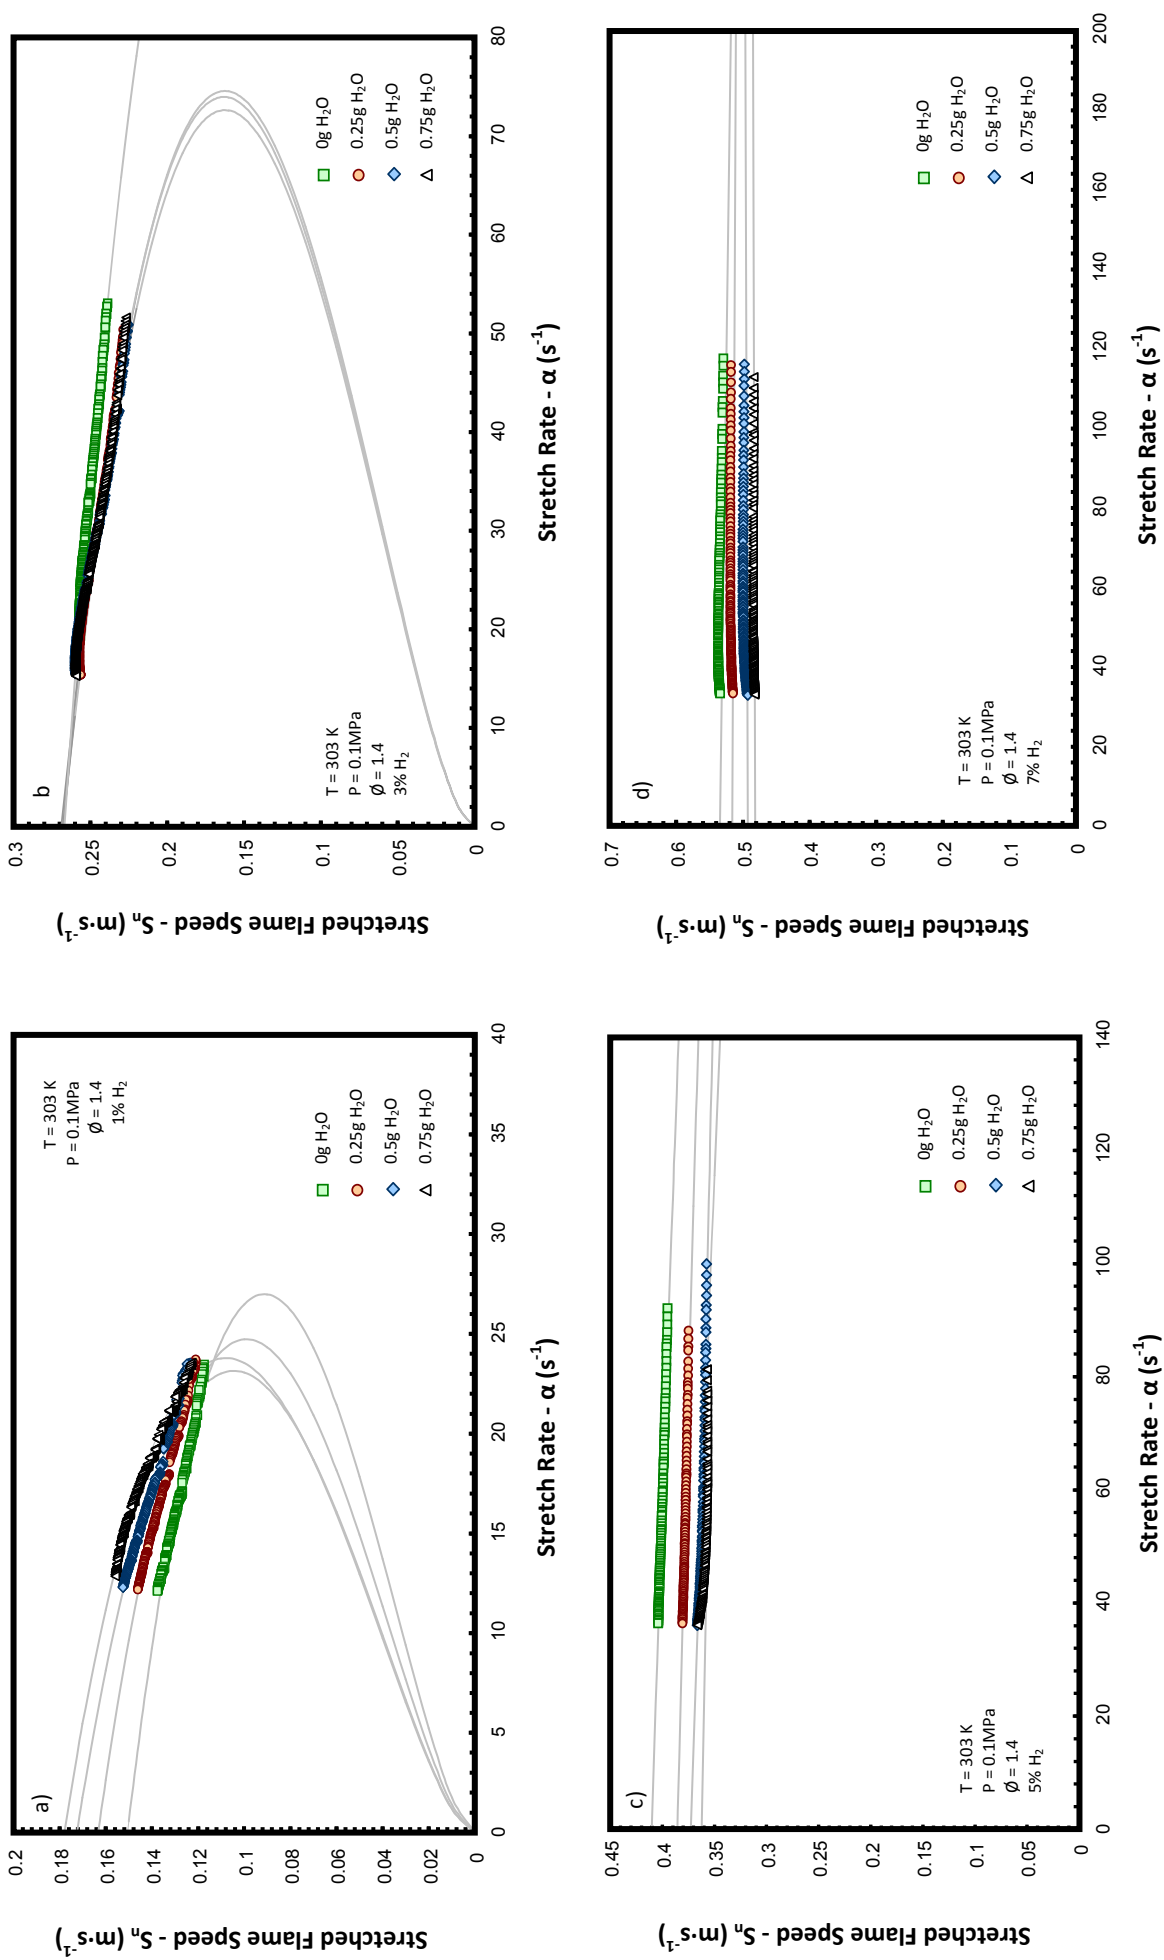 a)
T = 303 K
P = 0.1MPa
Ø = 1.4
1% H₂
0g H₂O
0.25g H₂O
0.5g H₂O
0.75g H₂O
0.2
0.18
0.16
0.14
0.12
0.1
0.08
0.06
0.04
0.02
0
0 5 10 15 20 25 30 35 40
Stretched Flame Speed - Sₙ (m·s⁻¹)
Stretch Rate - α (s⁻¹)
b
T = 303 K
P = 0.1MPa
Ø = 1.4
3% H₂
0g H₂O
0.25g H₂O
0.5g H₂O
0.75g H₂O
0.3
0.25
0.2
0.15
0.1
0.05
0
0 10 20 30 40 50 60 70 80
Stretched Flame Speed - Sₙ (m·s⁻¹)
Stretch Rate - α (s⁻¹)
c)
T = 303 K
P = 0.1MPa
Ø = 1.4
5% H₂
0g H₂O
0.25g H₂O
0.5g H₂O
0.75g H₂O
0.45
0.4
0.35
0.3
0.25
0.2
0.15
0.1
0.05
0
0 20 40 60 80 100 120 140
Stretched Flame Speed - Sₙ (m·s⁻¹)
Stretch Rate - α (s⁻¹)
d)
T = 303 K
P = 0.1MPa
Ø = 1.4
7% H₂
0g H₂O
0.25g H₂O
0.5g H₂O
0.75g H₂O
0.7
0.6
0.5
0.4
0.3
0.2
0.1
0
0 20 40 60 80 100 120 140 160 180 200
Stretched Flame Speed - Sₙ (m·s⁻¹)
Stretch Rate - α (s⁻¹)